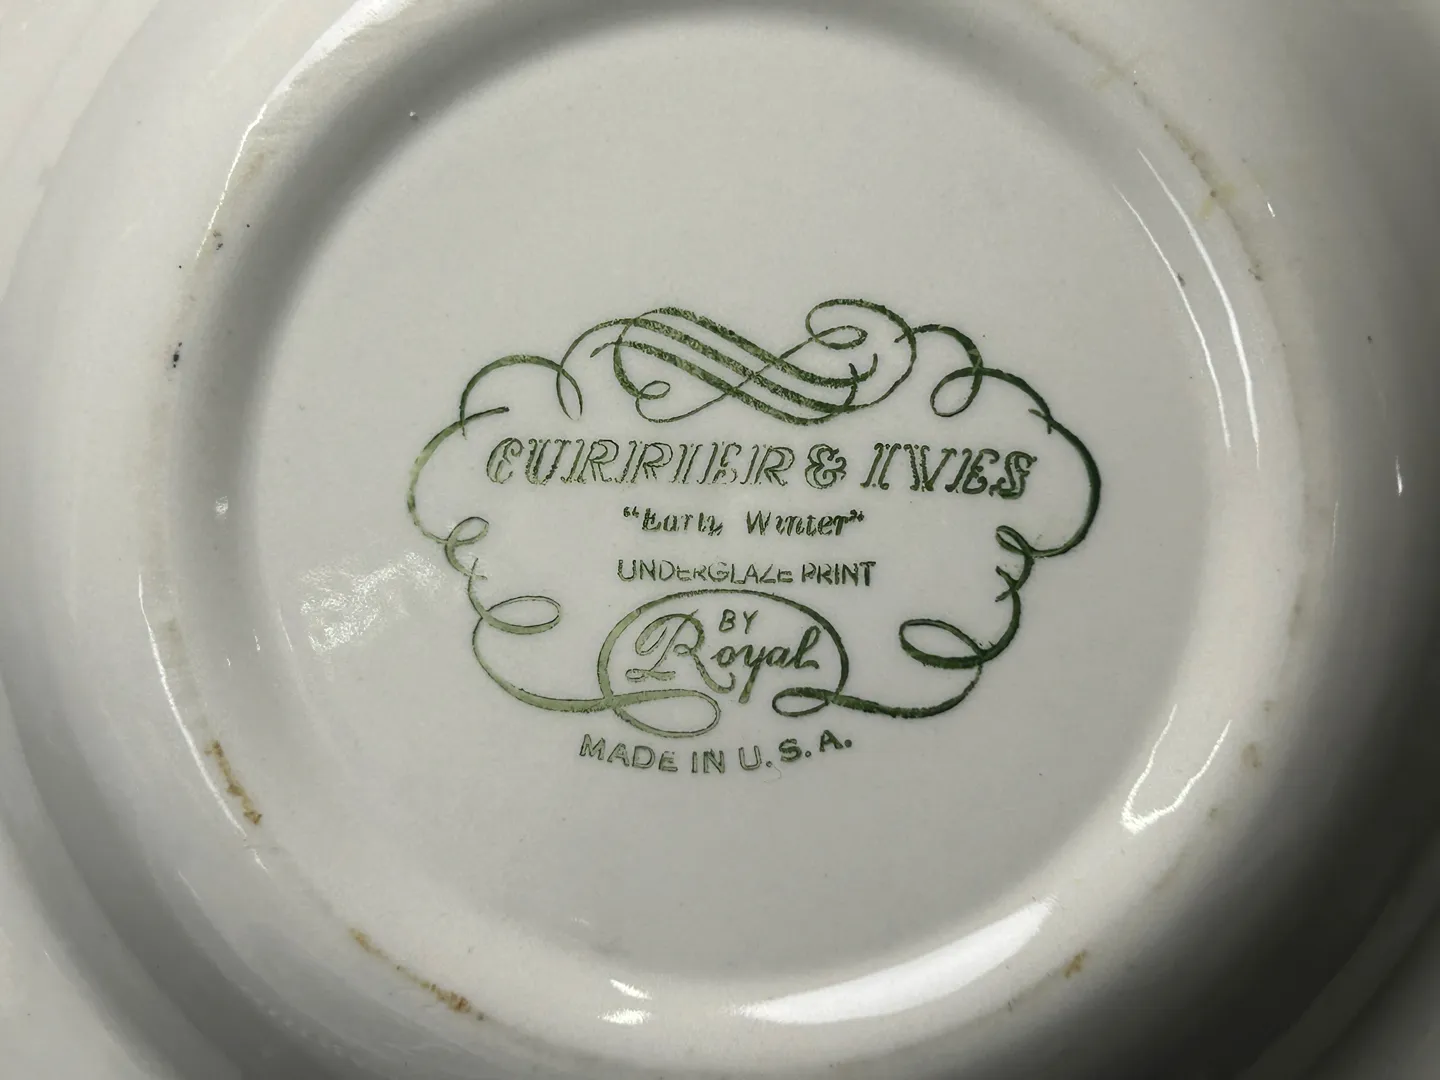 CURRIER & IVES
"Early Winter"
UNDERGLAZE PRINT
BY
Royal
MADE IN U.S.A.